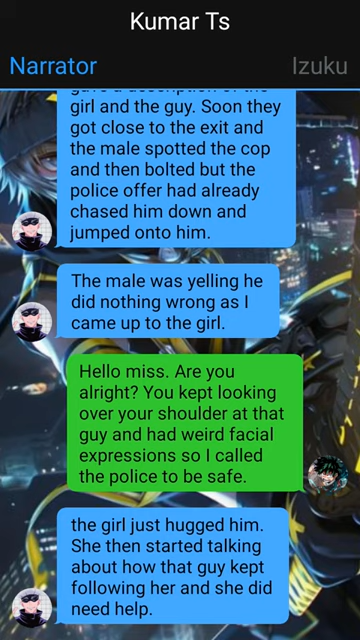 Kumar Ts
Narrator
Izuku
gave a description of the
girl and the guy. Soon they
got close to the exit and
the male spotted the cop
and then bolted but the
police offer had already
chased him down and
jumped onto him.
The male was yelling he
did nothing wrong as I
came up to the girl.
Hello miss. Are you
alright? You kept looking
over your shoulder at that
guy and had weird facial
expressions so I called
the police to be safe.
the girl just hugged him.
She then started talking
about how that guy kept
following her and she did
need help.